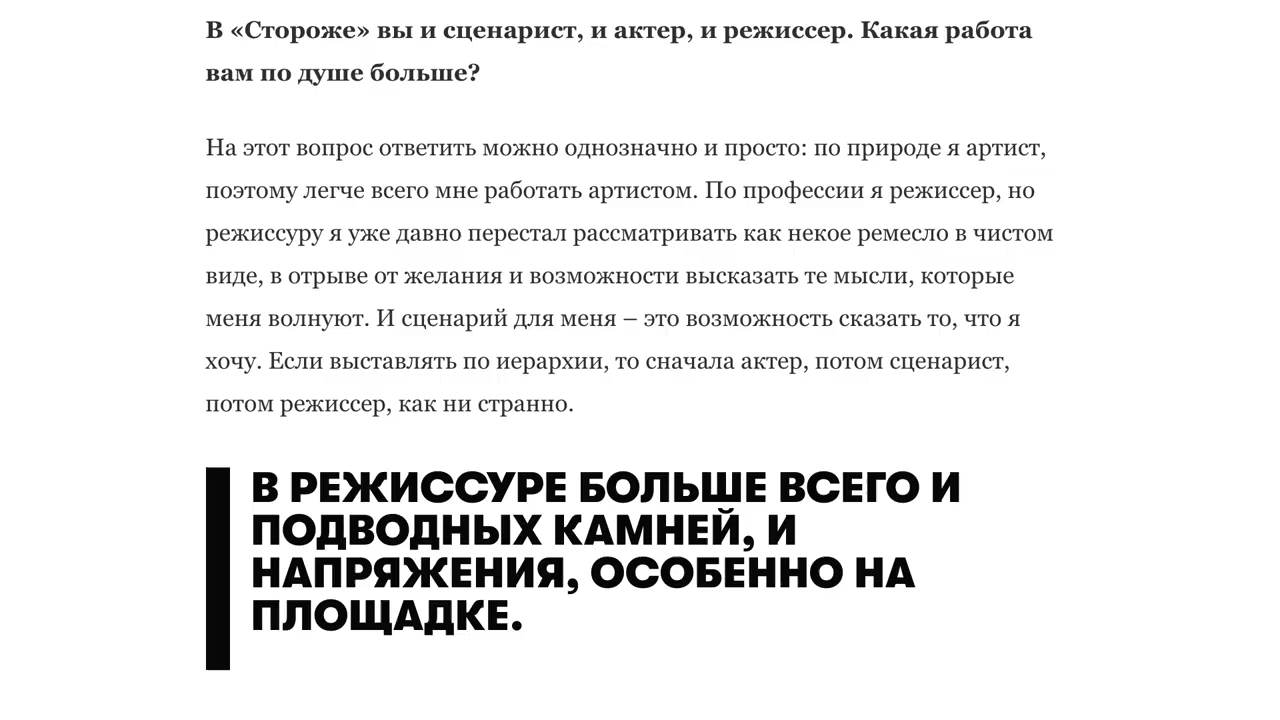 В «Стороже» вы и сценарист, и актер, и режиссер. Какая работа
вам по душе больше?
На этот вопрос ответить можно однозначно и просто: по природе я артист,
поэтому легче всего мне работать артистом. По профессии я режиссер, но
режиссуру я уже давно перестал рассматривать как некое ремесло в чистом
виде, в отрыве от желания и возможности высказать те мысли, которые
меня волнуют. И сценарий для меня – это возможность сказать то, что я
хочу. Если выставлять по иерархии, то сначала актер, потом сценарист,
потом режиссер, как ни странно.
В РЕЖИССУРЕ БОЛЬШЕ ВСЕГО И
ПОДВОДНЫХ КАМНЕЙ, И
НАПРЯЖЕНИЯ, ОСОБЕННО НА
ПЛОЩАДКЕ.